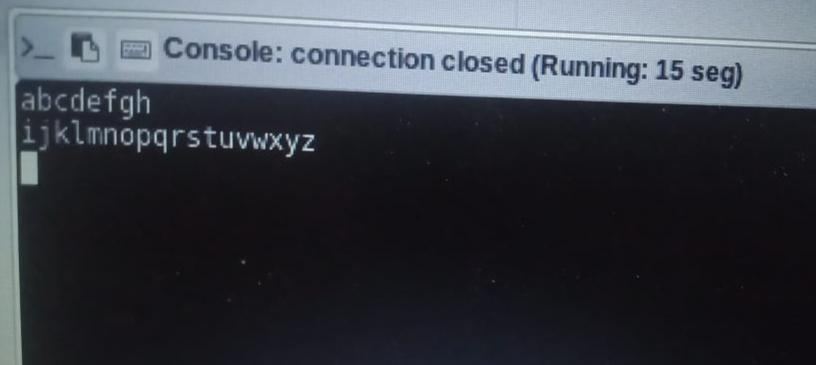 >_ Console: connection closed (Running: 15 seg)
abcdefgh
ijklmnopqrstuvwxyz